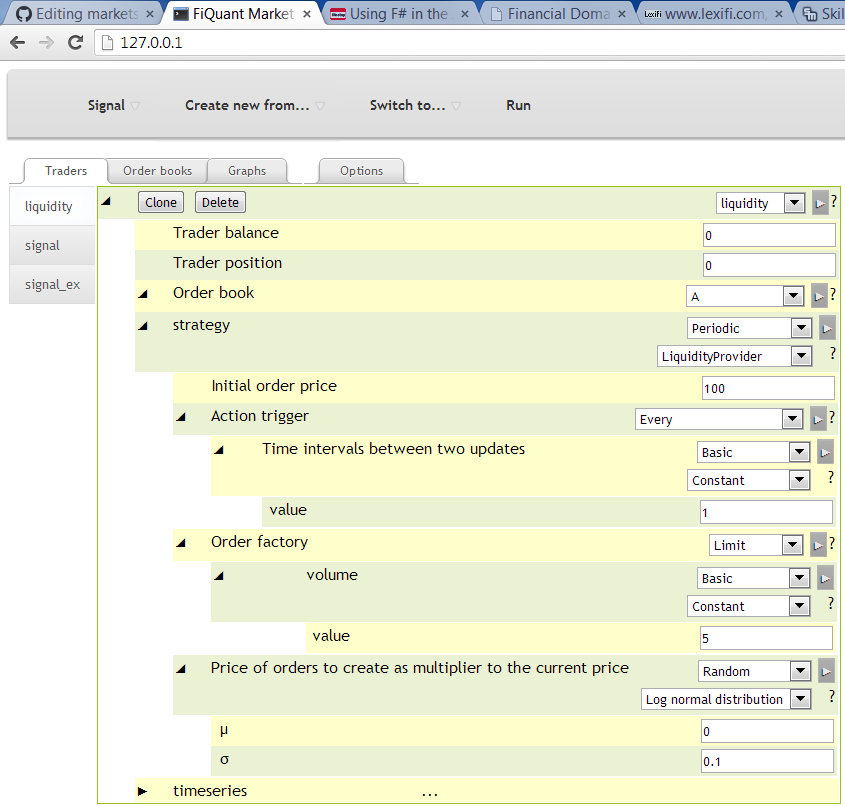 Editing markets
FiQuant Market
Using F# in the
Financial Doma
Lexifi www.lexifi.com,
Skil
127.0.0.1
Signal
Create new from...
Switch to...
Run
Traders
Order books
Graphs
Options
liquidity
signal
signal_ex
Clone
Delete
liquidity
?
Trader balance
0
Trader position
0
Order book
A
?
strategy
Periodic
LiquidityProvider
?
Initial order price
100
Action trigger
Every
?
Time intervals between two updates
Basic
Constant
?
value
1
Order factory
Limit
?
volume
Basic
Constant
?
value
5
Price of orders to create as multiplier to the current price
Random
Log normal distribution
?
μ
0
σ
0.1
timeseries
...